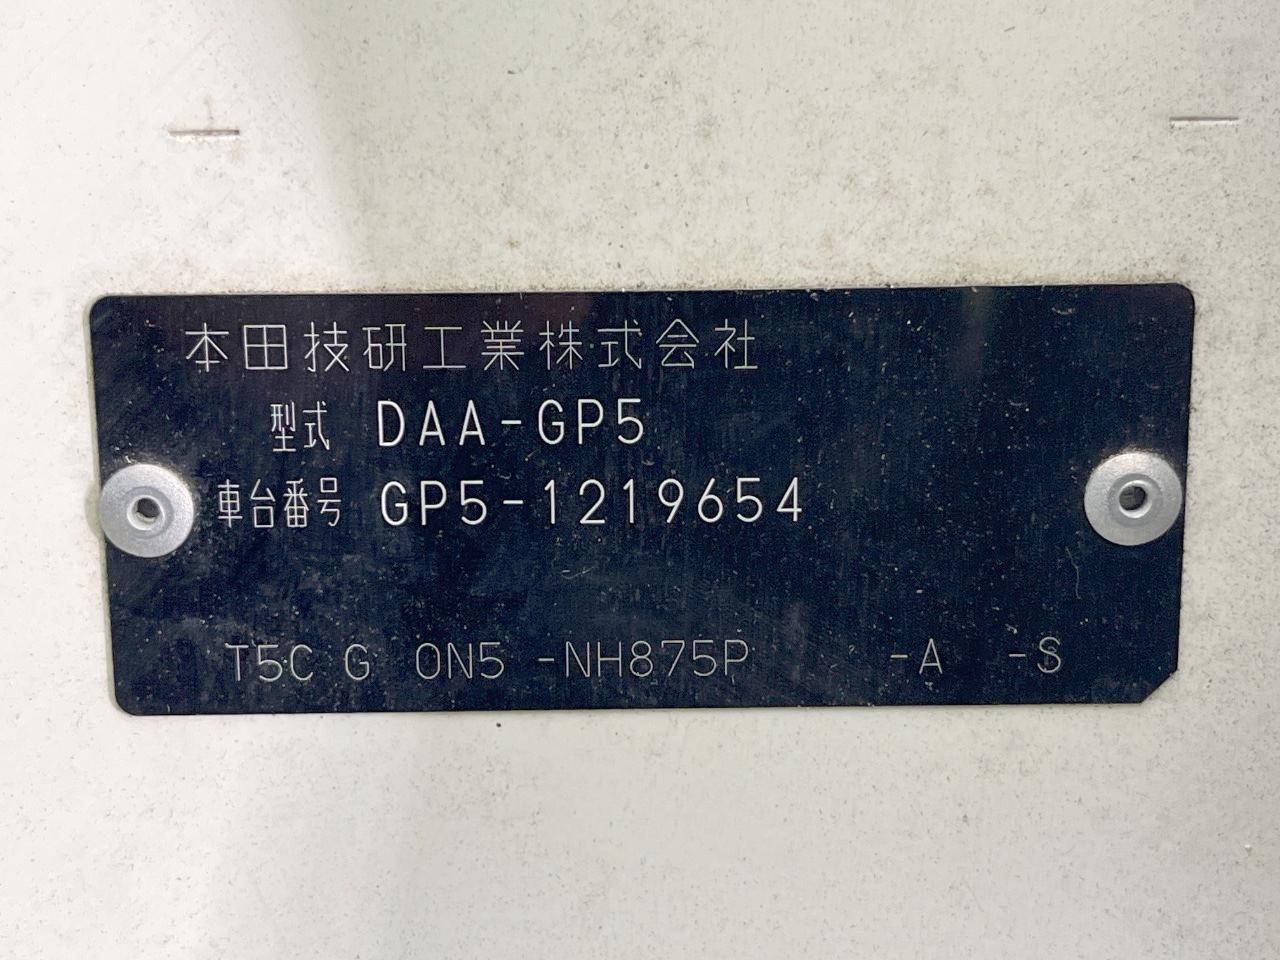 本田技研工業株式会社
型式 DAA-GP5
車台番号 GP5-1219654
T5C G 0N5 -NH875P -A -S